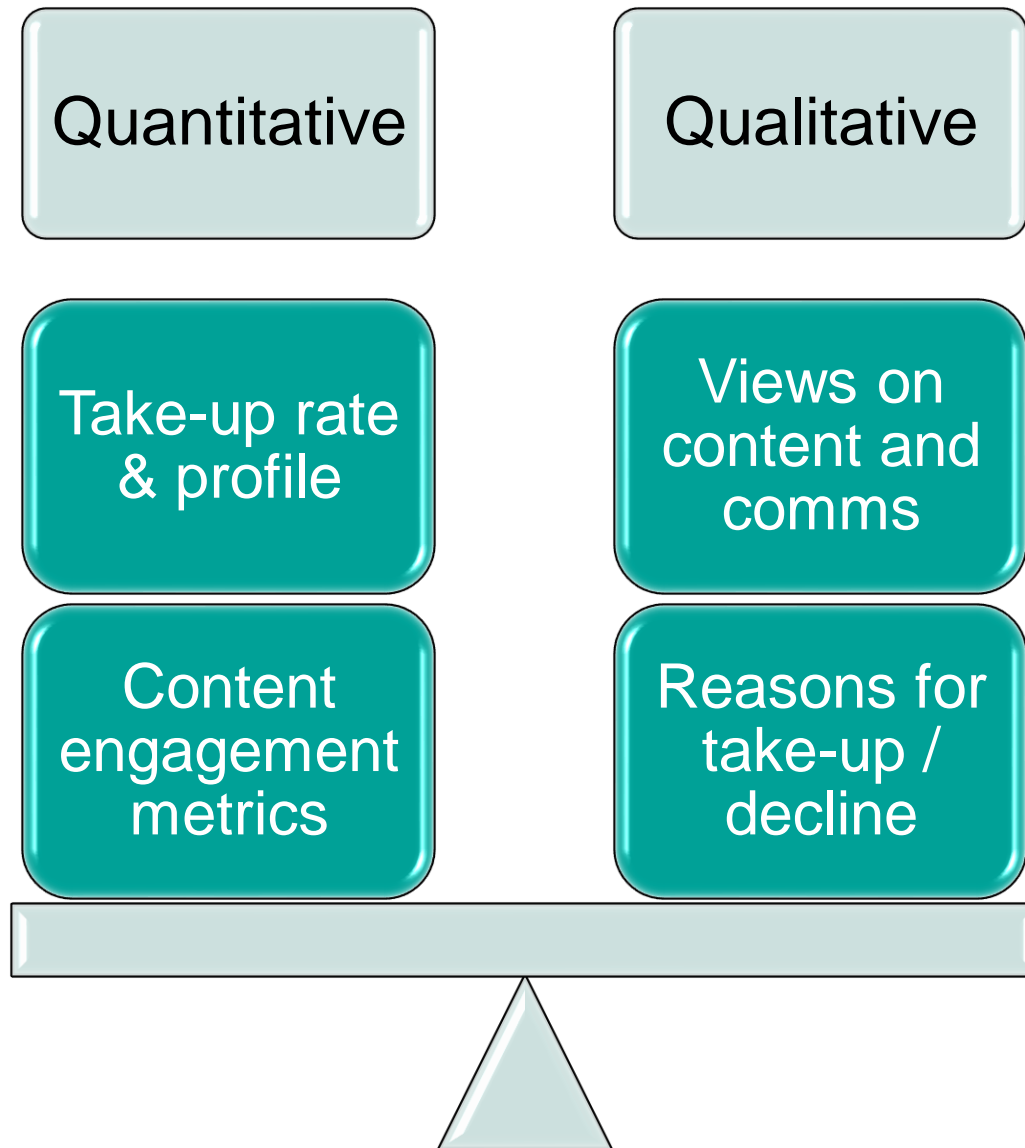 Quantitative
Qualitative
Take-up rate
& profile
Views on
content and
comms
Content
engagement
metrics
Reasons for
take-up /
decline